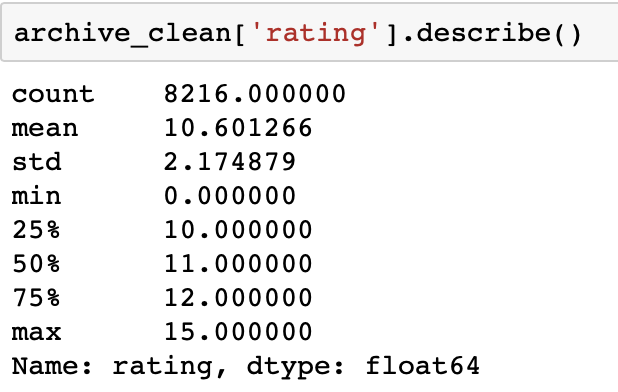 archive_clean['rating'].describe()
count 8216.000000
mean 10.601266
std 2.174879
min 0.000000
25% 10.000000
50% 11.000000
75% 12.000000
max 15.000000
Name: rating, dtype: float64